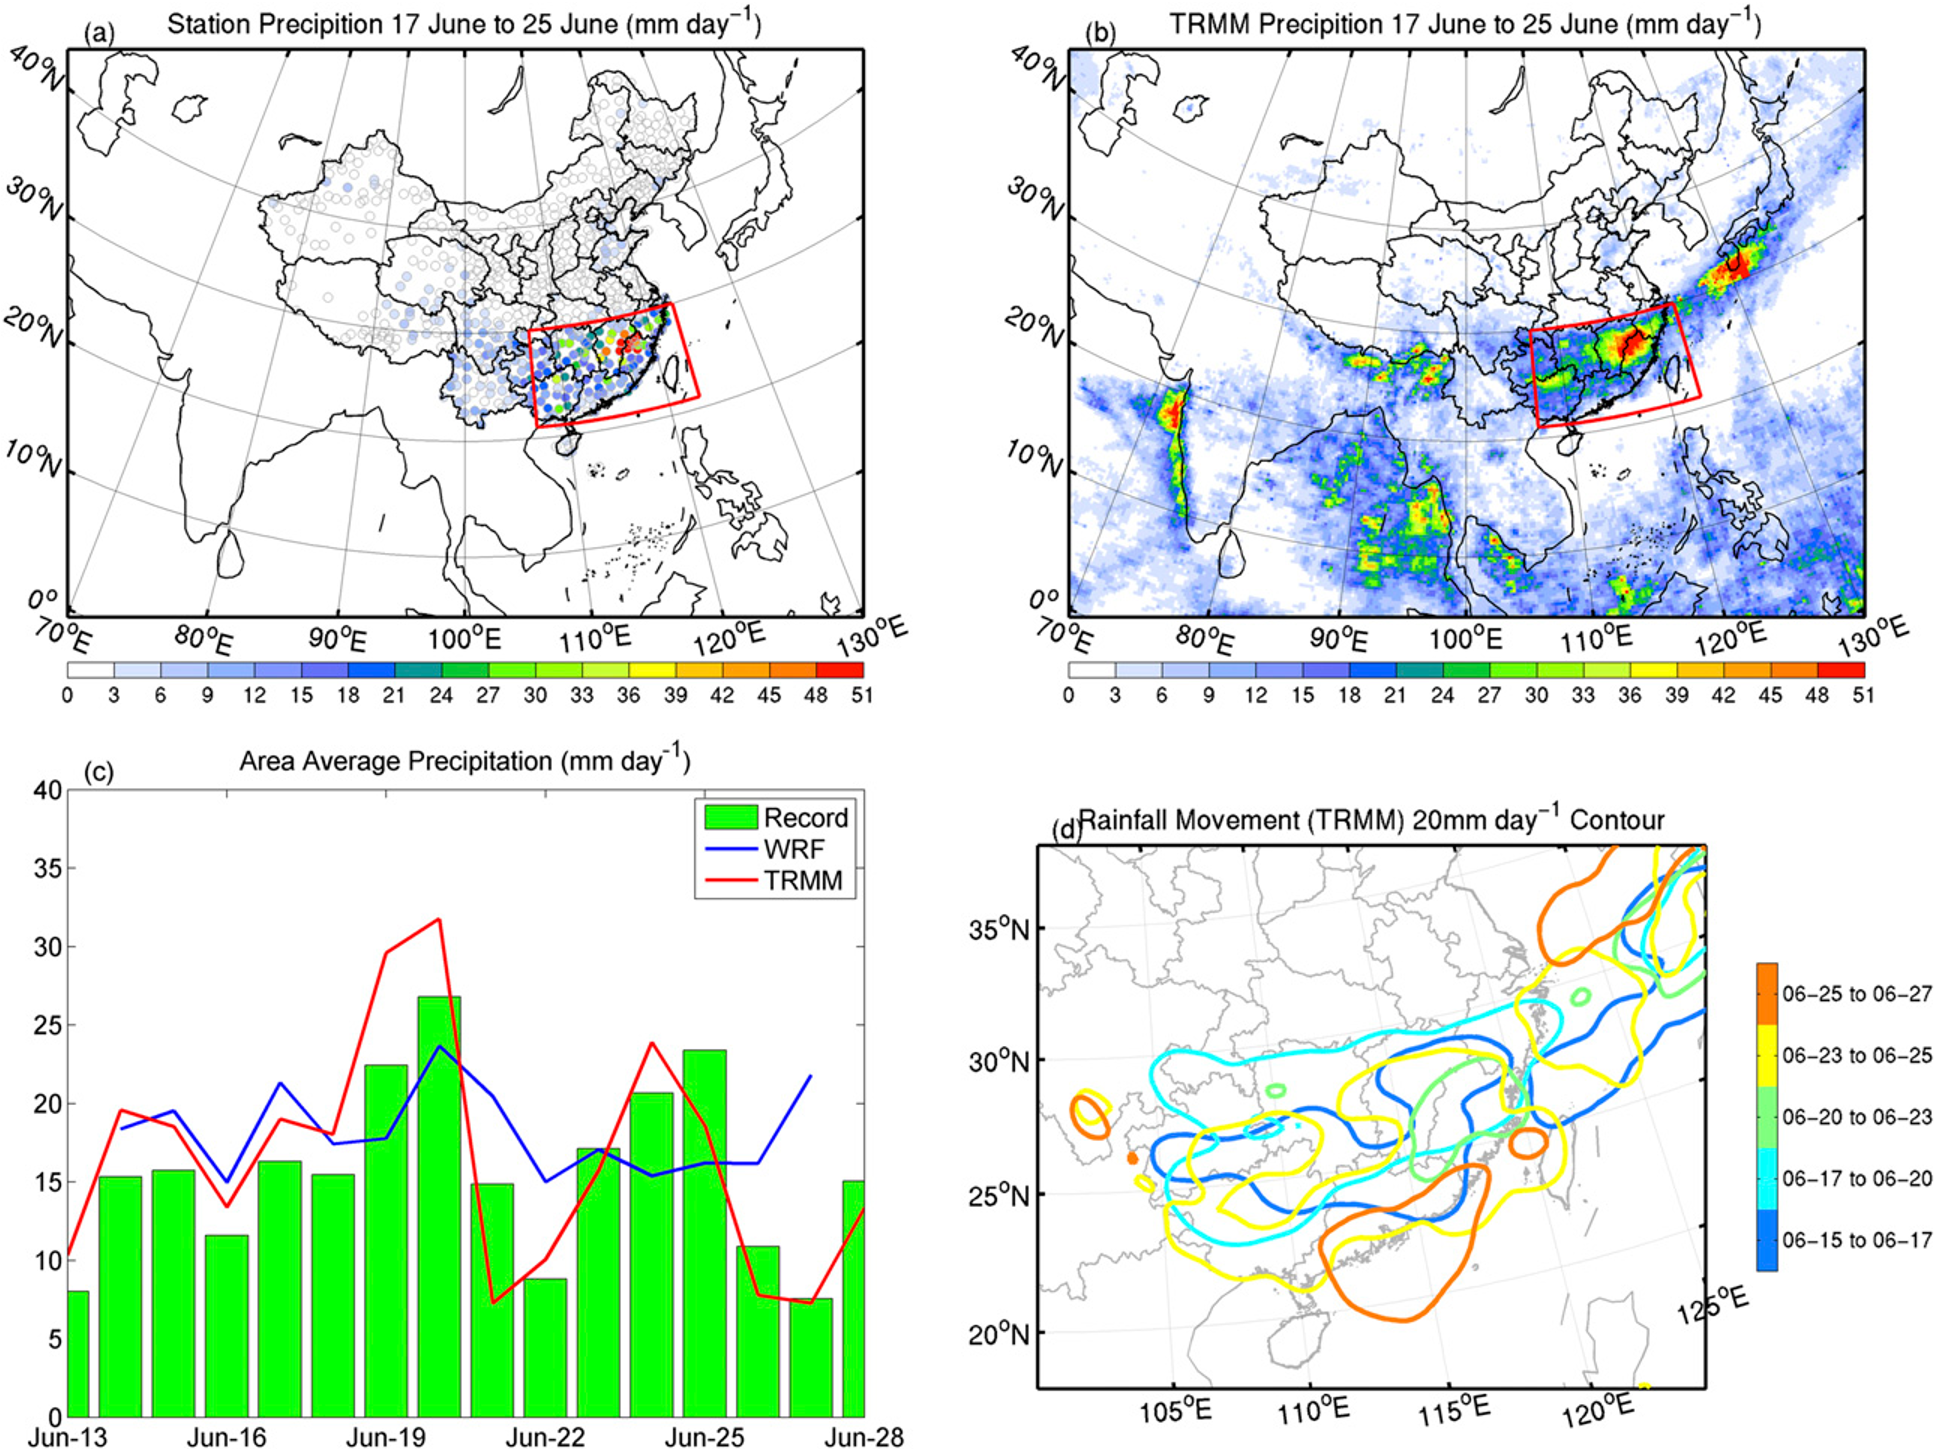 (a) Station Precipition 17 June to 25 June (mm day⁻¹)
40°N
30°N
20°N
10°N
0°
70°E 80°E 90°E 100°E 110°E 120°E 130°E
0 3 6 9 12 15 18 21 24 27 30 33 36 39 42 45 48 51
(b) TRMM Precipition 17 June to 25 June (mm day⁻¹)
40°N
30°N
20°N
10°N
0°
70°E 80°E 90°E 100°E 110°E 120°E 130°E
0 3 6 9 12 15 18 21 24 27 30 33 36 39 42 45 48 51
(c) Area Average Precipitation (mm day⁻¹)
40
35
30
25
20
15
10
5
0
Record
WRF
TRMM
Jun-13 Jun-16 Jun-19 Jun-22 Jun-25 Jun-28
(d) Rainfall Movement (TRMM) 20mm day⁻¹ Contour
35°N
30°N
25°N
20°N
105°E 110°E 115°E 120°E
125°E
06-25 to 06-27
06-23 to 06-25
06-20 to 06-23
06-17 to 06-20
06-15 to 06-17